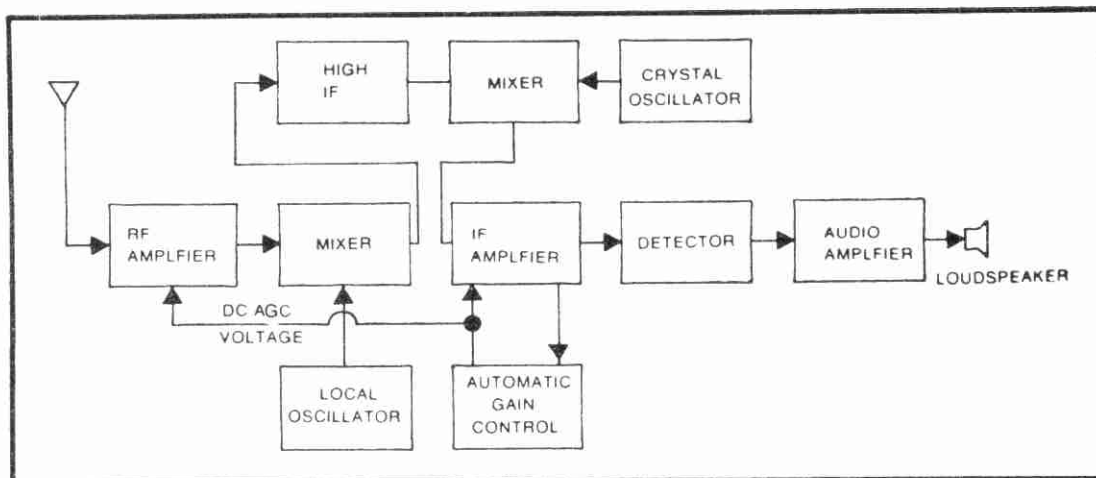 HIGH
IF
MIXER
CRYSTAL
OSCILLATOR
RF
AMPLFIER
MIXER
IF
AMPLFIER
DETECTOR
AUDIO
AMPLFIER
LOUDSPEAKER
DC AGC
VOLTAGE
LOCAL
OSCILLATOR
AUTOMATIC
GAIN
CONTROL